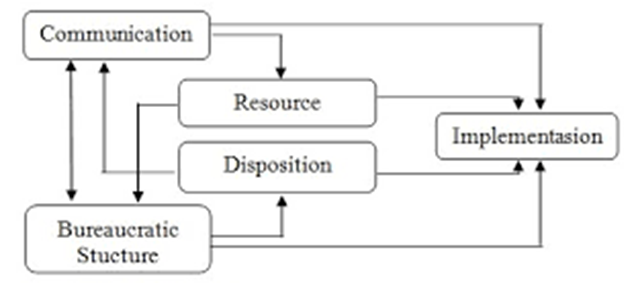 Communication
Resource
Implementasion
Disposition
Bureaucratic
Stucture